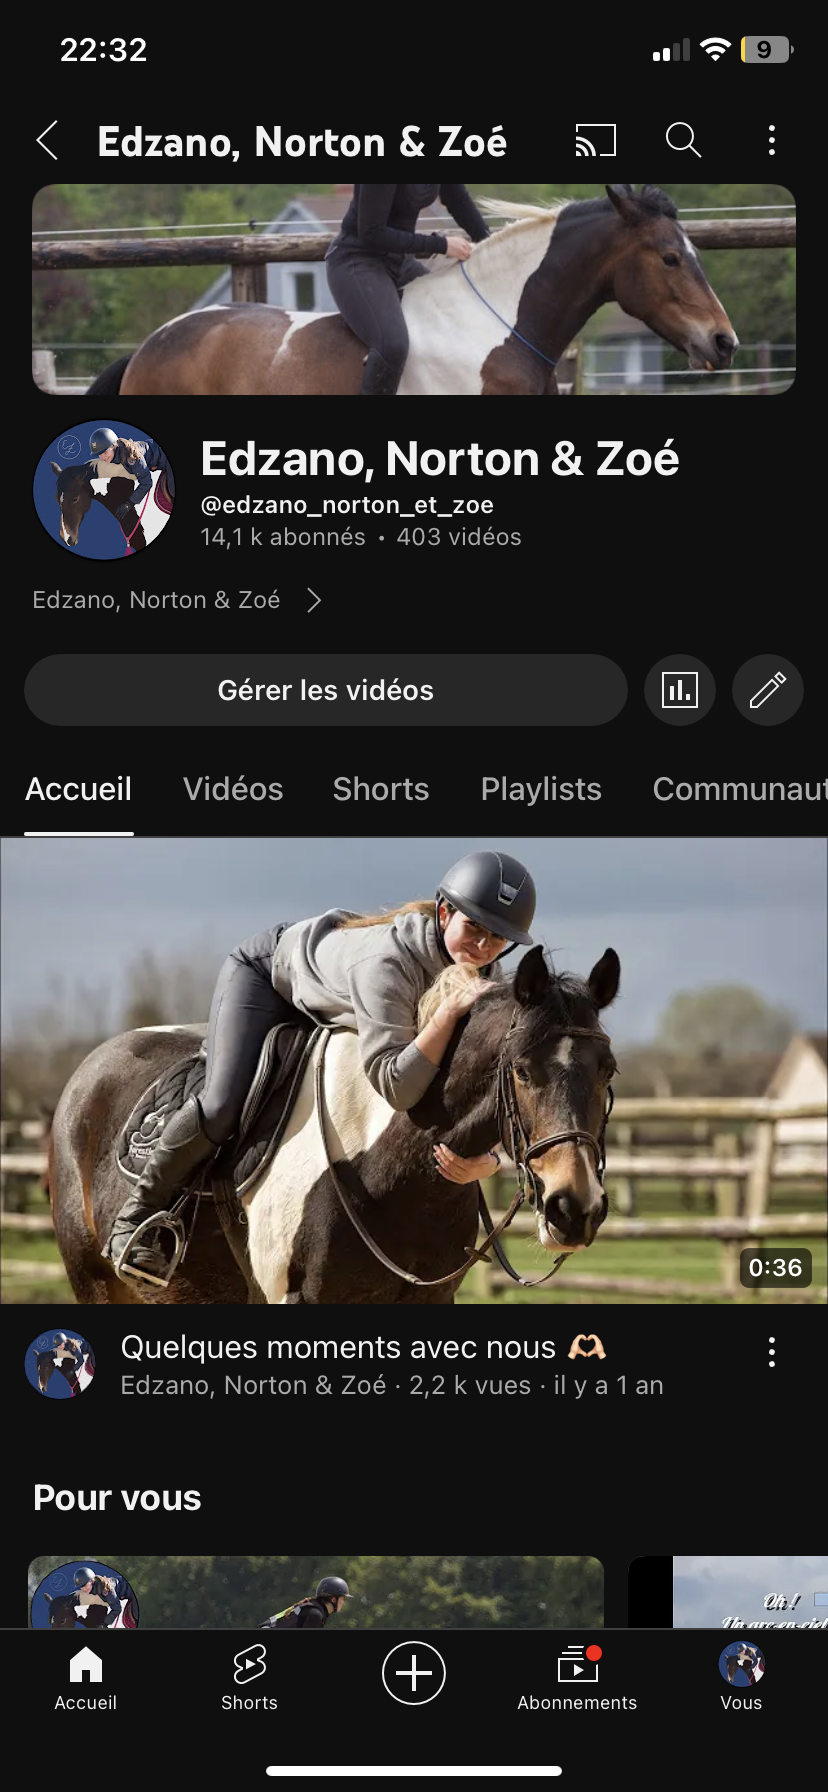 22:32
9
Edzano, Norton & Zoé
Edzano, Norton & Zoé
@edzano_norton_et_zoe
14,1 k abonnés • 403 vidéos
Edzano, Norton & Zoé
Gérer les vidéos
Accueil Vidéos Shorts Playlists Communaut
0:36
Quelques moments avec nous 🫶🏻
Edzano, Norton & Zoé · 2,2 k vues · il y a 1 an
Pour vous
Oh !
Un arc-en-ciel
Accueil Shorts Abonnements Vous